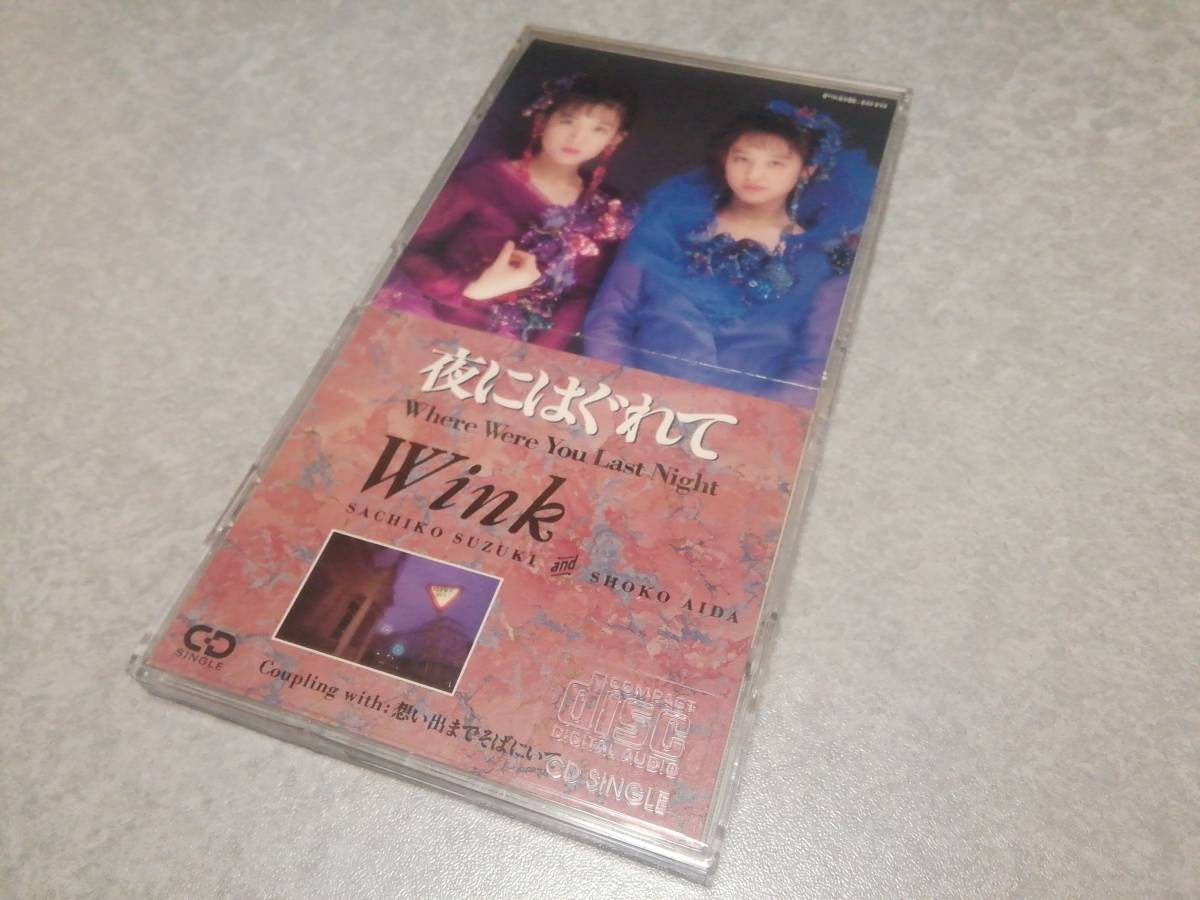 夜にはぐれて
Where Were You Last Night
Wink
SACHIKO SUZUKI and SHOKO AIDA
CD
SINGLE
Coupling with: 想い出までそばにいて
COMPACT
disc
DIGITAL AUDIO
CD SINGLE